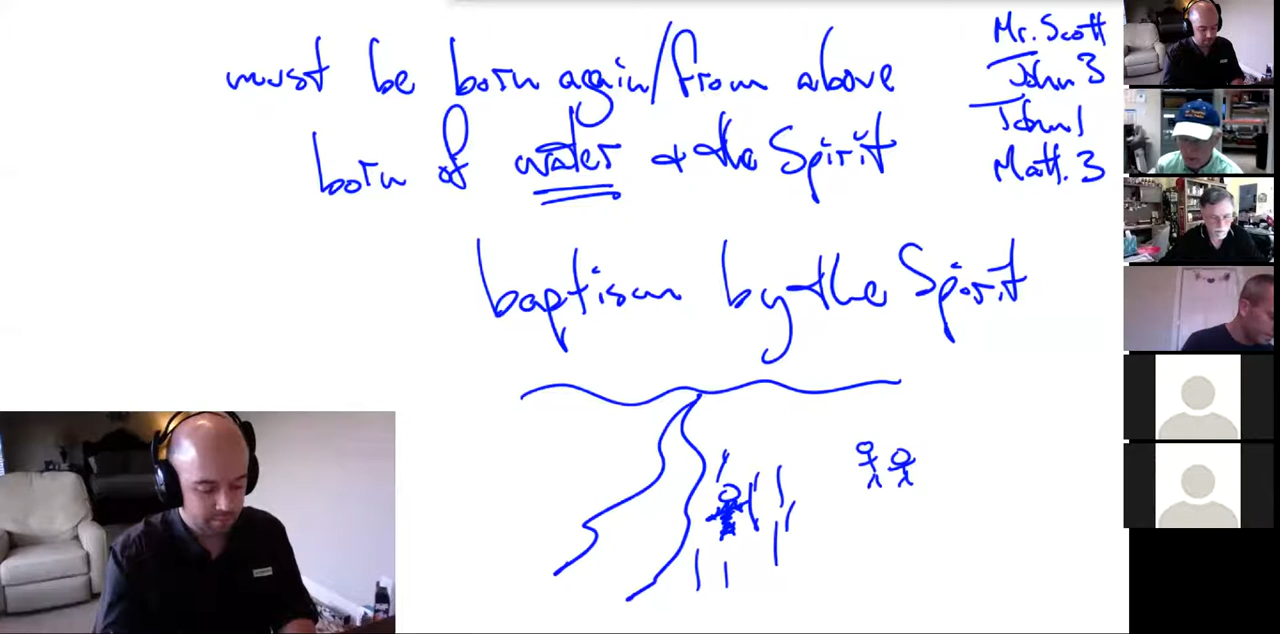 must be born again/from above
born of water & the Spirit
baptism by the Spirit
Mr. Scott
John 3
John 1
Matt. 3